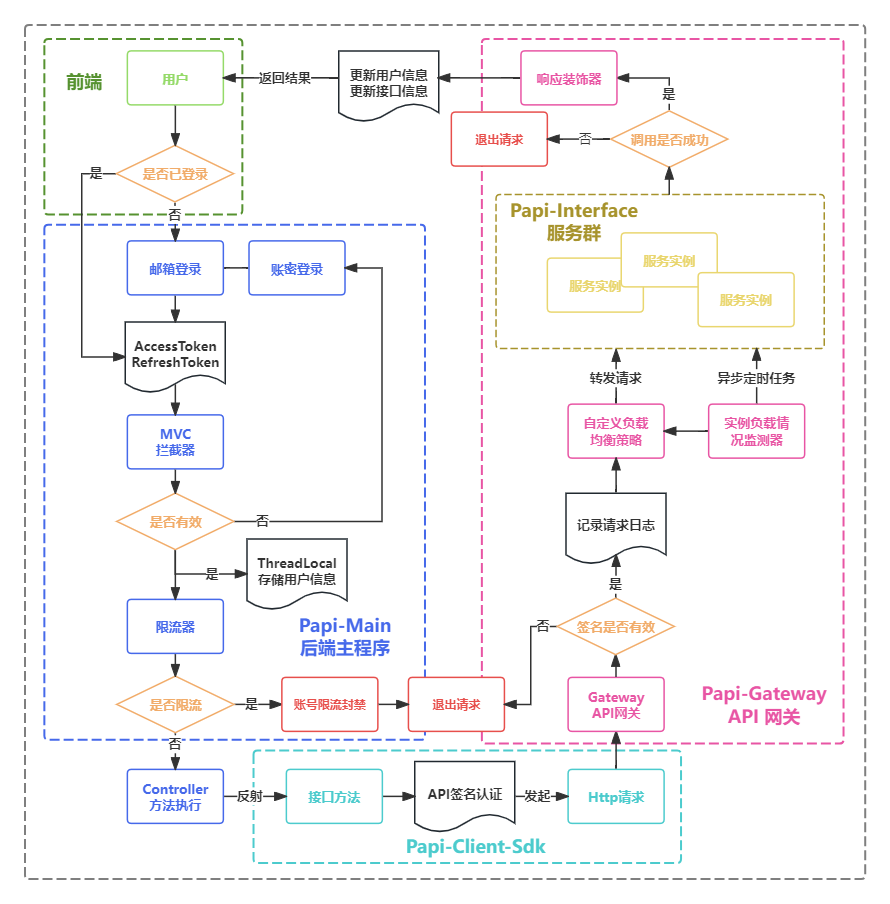 前端
用户
是否已登录
是
否
返回结果
更新用户信息
更新接口信息
响应装饰器
是
调用是否成功
否
退出请求
Papi-Interface
服务群
服务实例
服务实例
服务实例
邮箱登录
账密登录
AccessToken
RefreshToken
MVC
拦截器
是否有效
否
是
ThreadLocal
存储用户信息
限流器
Papi-Main
后端主程序
是否限流
是
账号限流封禁
退出请求
否
Controller
方法执行
反射
接口方法
API签名认证
发起
Http请求
Papi-Client-Sdk
转发请求
异步定时任务
自定义负载
均衡策略
实例负载情
况监测器
记录请求日志
是
签名是否有效
否
Gateway
API网关
Papi-Gateway
API 网关